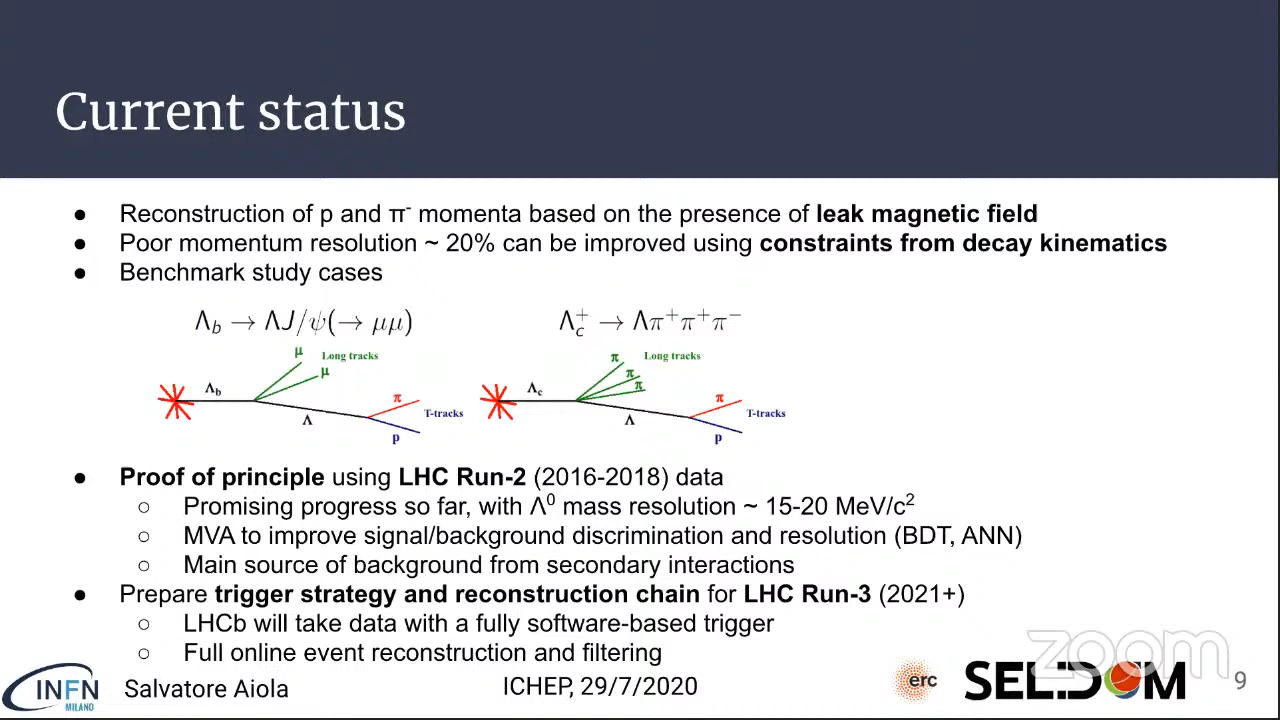 Current status
● Reconstruction of p and π⁻ momenta based on the presence of leak magnetic field
● Poor momentum resolution ~ 20% can be improved using constraints from decay kinematics
● Benchmark study cases
Λb → ΛJ/ψ(→ μμ)
Λc⁺ → Λπ⁺π⁺π⁻
μ Long tracks
μ
Λb
π
T-tracks
Λ
p
π Long tracks
π
π
Λc
π
T-tracks
Λ
p
● Proof of principle using LHC Run-2 (2016-2018) data
○ Promising progress so far, with Λ⁰ mass resolution ~ 15-20 MeV/c²
○ MVA to improve signal/background discrimination and resolution (BDT, ANN)
○ Main source of background from secondary interactions
● Prepare trigger strategy and reconstruction chain for LHC Run-3 (2021+)
○ LHCb will take data with a fully software-based trigger
○ Full online event reconstruction and filtering
zoom
INFN
MILANO
Salvatore Aiola
ICHEP, 29/7/2020
erc
SEL:DOM
9